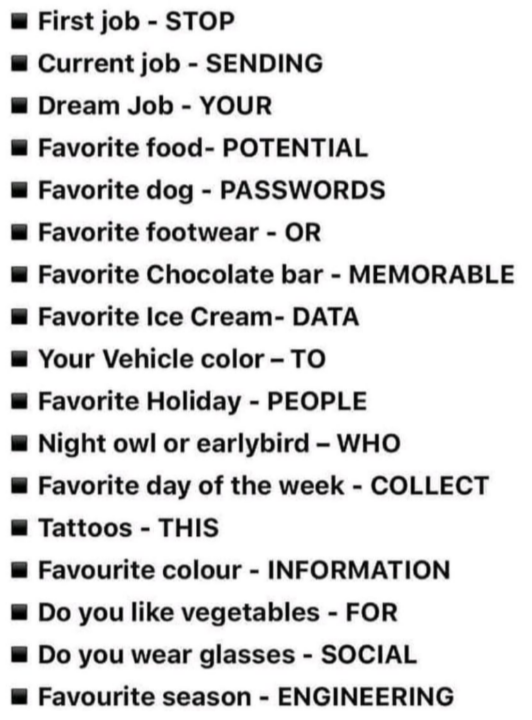 ▪ First job - STOP
▪ Current job - SENDING
▪ Dream Job - YOUR
▪ Favorite food- POTENTIAL
▪ Favorite dog - PASSWORDS
▪ Favorite footwear - OR
▪ Favorite Chocolate bar - MEMORABLE
▪ Favorite Ice Cream- DATA
▪ Your Vehicle color – TO
▪ Favorite Holiday - PEOPLE
▪ Night owl or earlybird – WHO
▪ Favorite day of the week - COLLECT
▪ Tattoos - THIS
▪ Favourite colour - INFORMATION
▪ Do you like vegetables - FOR
▪ Do you wear glasses - SOCIAL
▪ Favourite season - ENGINEERING